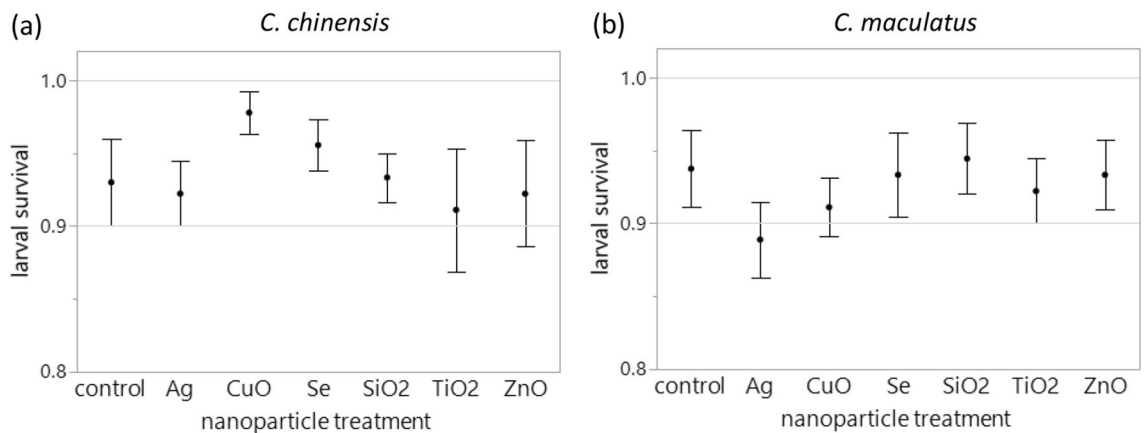 (a)
C. chinensis
larval survival
1.0
0.9
0.8
control Ag CuO Se SiO2 TiO2 ZnO
nanoparticle treatment
(b)
C. maculatus
larval survival
1.0
0.9
0.8
control Ag CuO Se SiO2 TiO2 ZnO
nanoparticle treatment